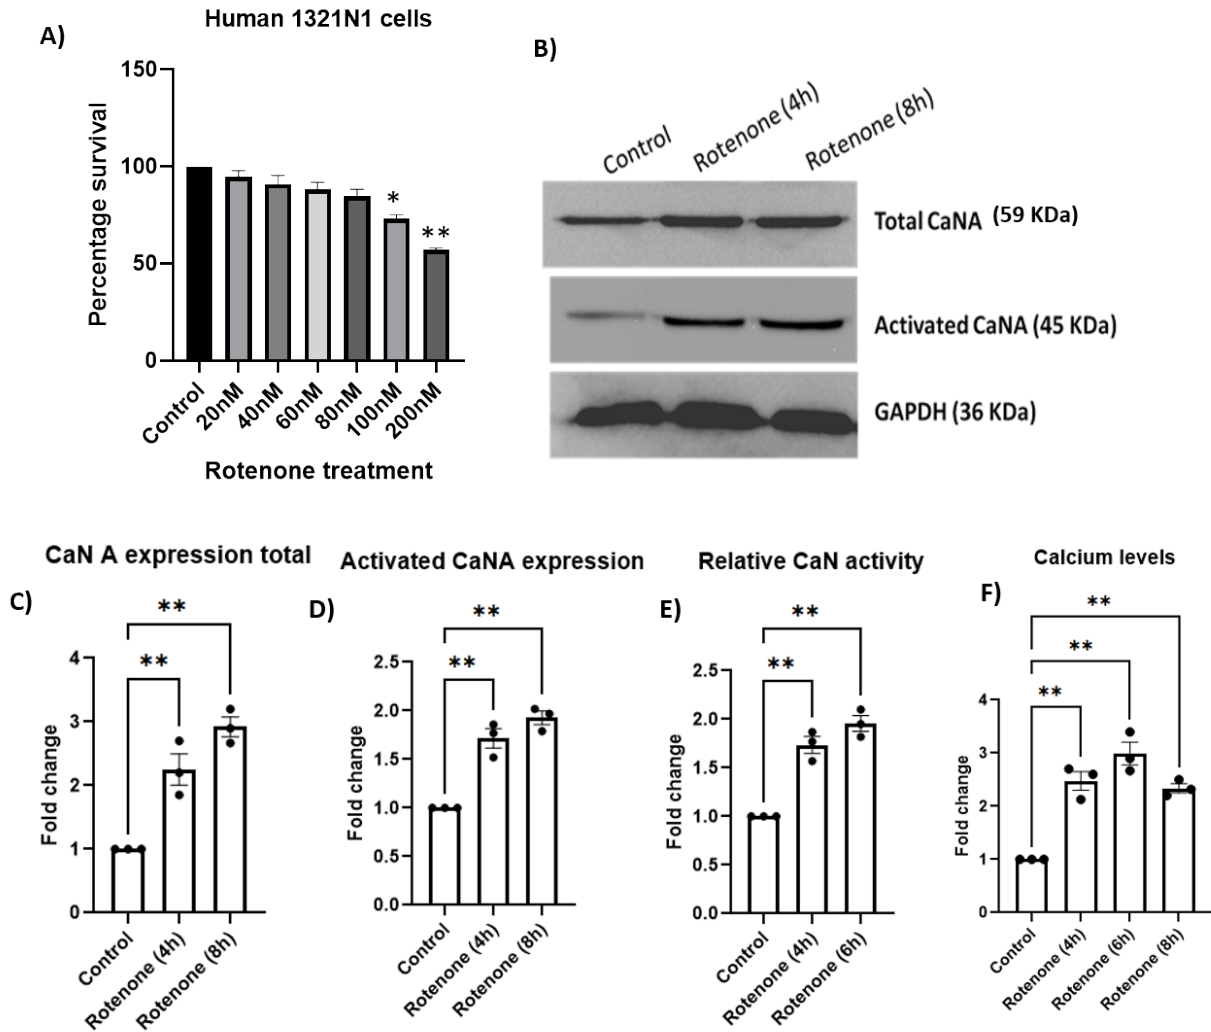 Human 1321N1 cells
A)
150
100
50
0
Percentage survival
*
**
Control
20nM
40nM
60nM
80nM
100nM
200nM
Rotenone treatment
B)
Control
Rotenone (4h)
Rotenone (8h)
Total CaNA (59 KDa)
Activated CaNA (45 KDa)
GAPDH (36 KDa)
CaN A expression total
C)
**
**
4
3
2
1
0
Fold change
Control
Rotenone (4h)
Rotenone (8h)
Activated CaNA expression
D)
**
**
2.5
2.0
1.5
1.0
0.5
0.0
Fold change
Control
Rotenone (4h)
Rotenone (8h)
Relative CaN activity
E)
**
**
2.5
2.0
1.5
1.0
0.5
0.0
Fold change
Control
Rotenone (4h)
Rotenone (6h)
Calcium levels
F)
**
**
**
4
3
2
1
0
Fold change
Control
Rotenone (4h)
Rotenone (6h)
Rotenone (8h)